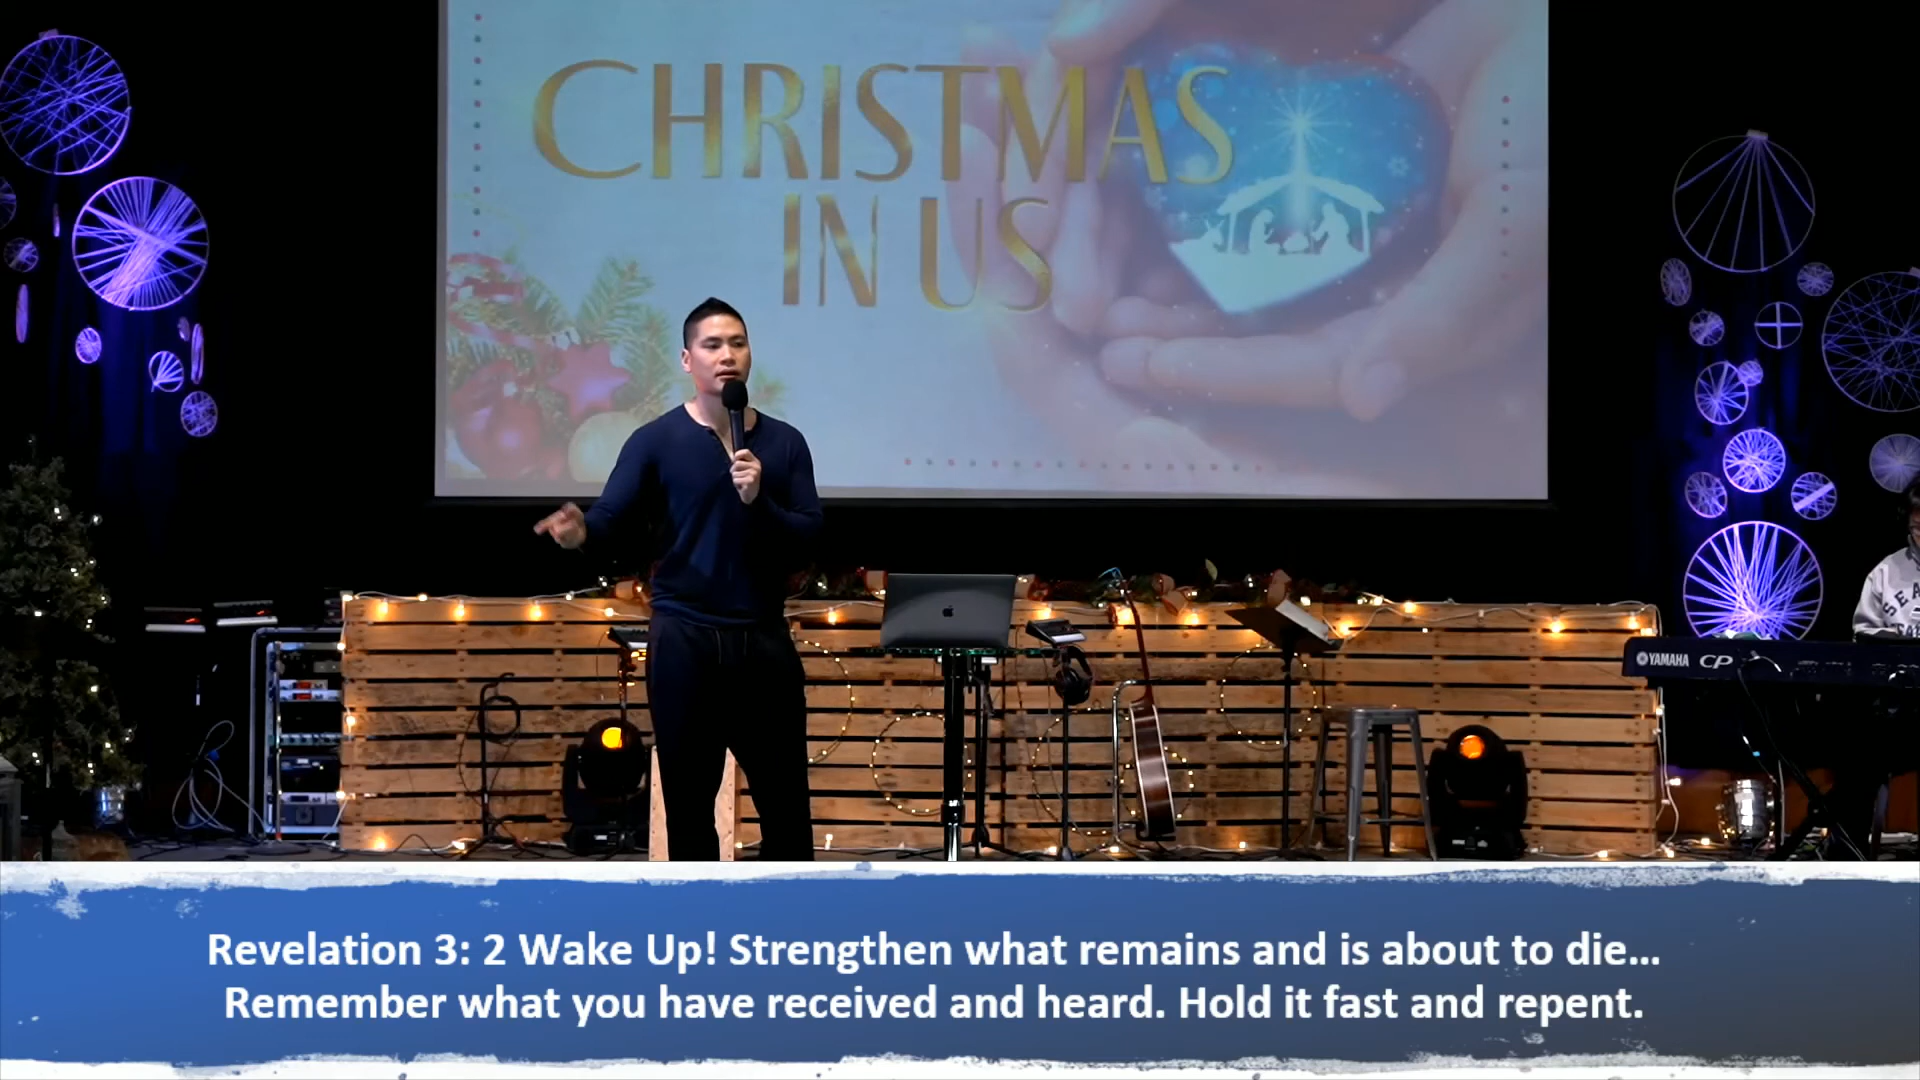 CHRISTMAS
IN US
YAMAHA CP
SEA
Revelation 3: 2 Wake Up! Strengthen what remains and is about to die...
Remember what you have received and heard. Hold it fast and repent.